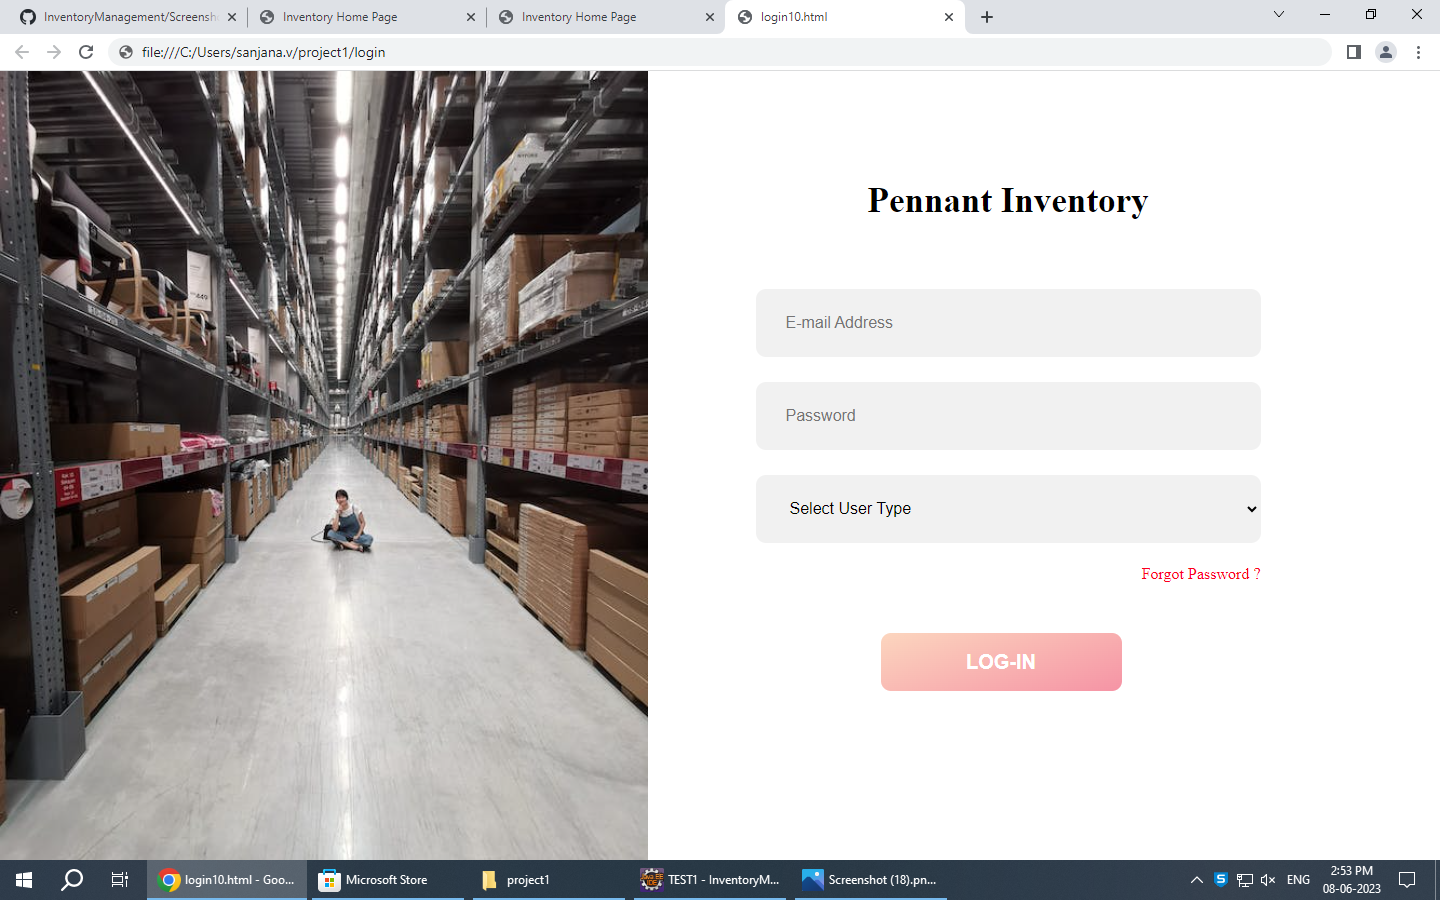 InventoryManagement/Screensh
Inventory Home Page
Inventory Home Page
login10.html
file:///C:/Users/sanjana.v/project1/login
Pennant Inventory
E-mail Address
Password
Select User Type
Forgot Password ?
LOG-IN
login10.html - Goo...
Microsoft Store
project1
TEST1 - InventoryM...
Screenshot (18).pn...
ENG
2:53 PM
08-06-2023